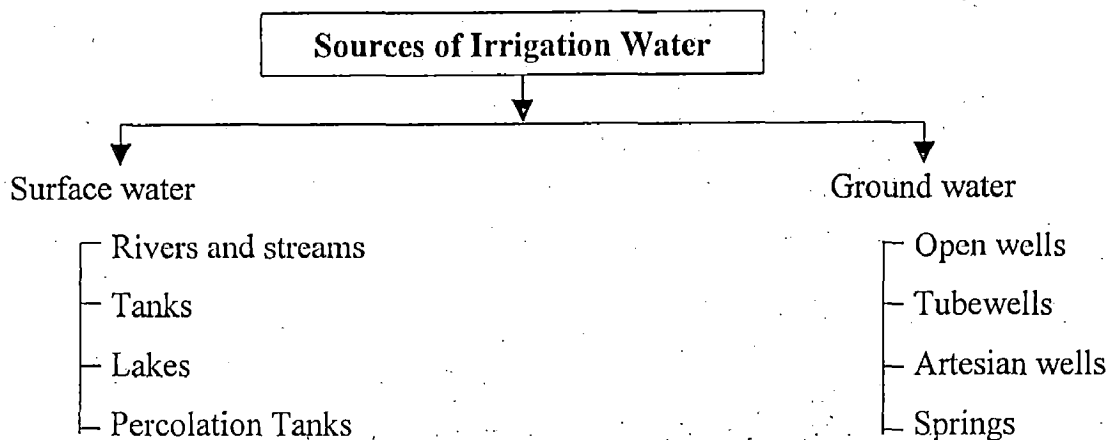 Sources of Irrigation Water
Surface water
Rivers and streams
Tanks
Lakes
Percolation Tanks
Ground water
Open wells
Tubewells
Artesian wells
Springs